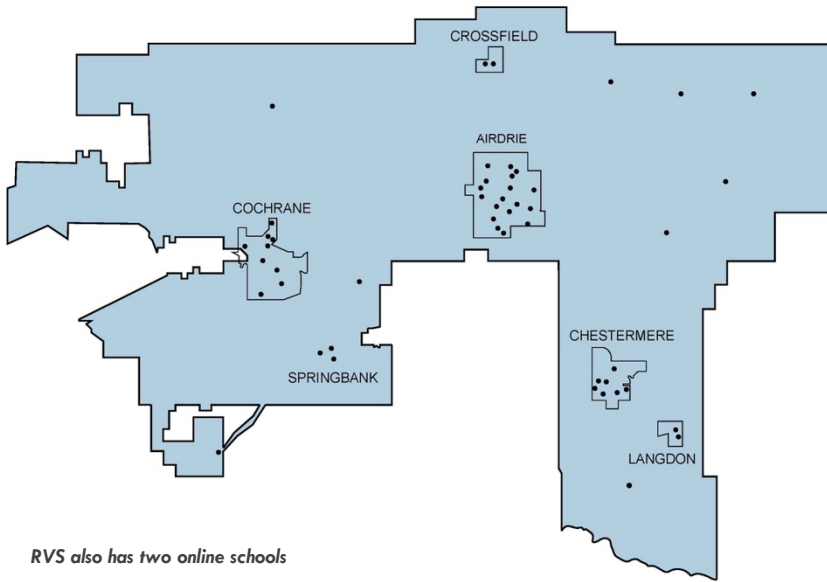 CROSSFIELD
AIRDRIE
COCHRANE
CHESTERMERE
SPRINGBANK
LANGDON
RVS also has two online schools